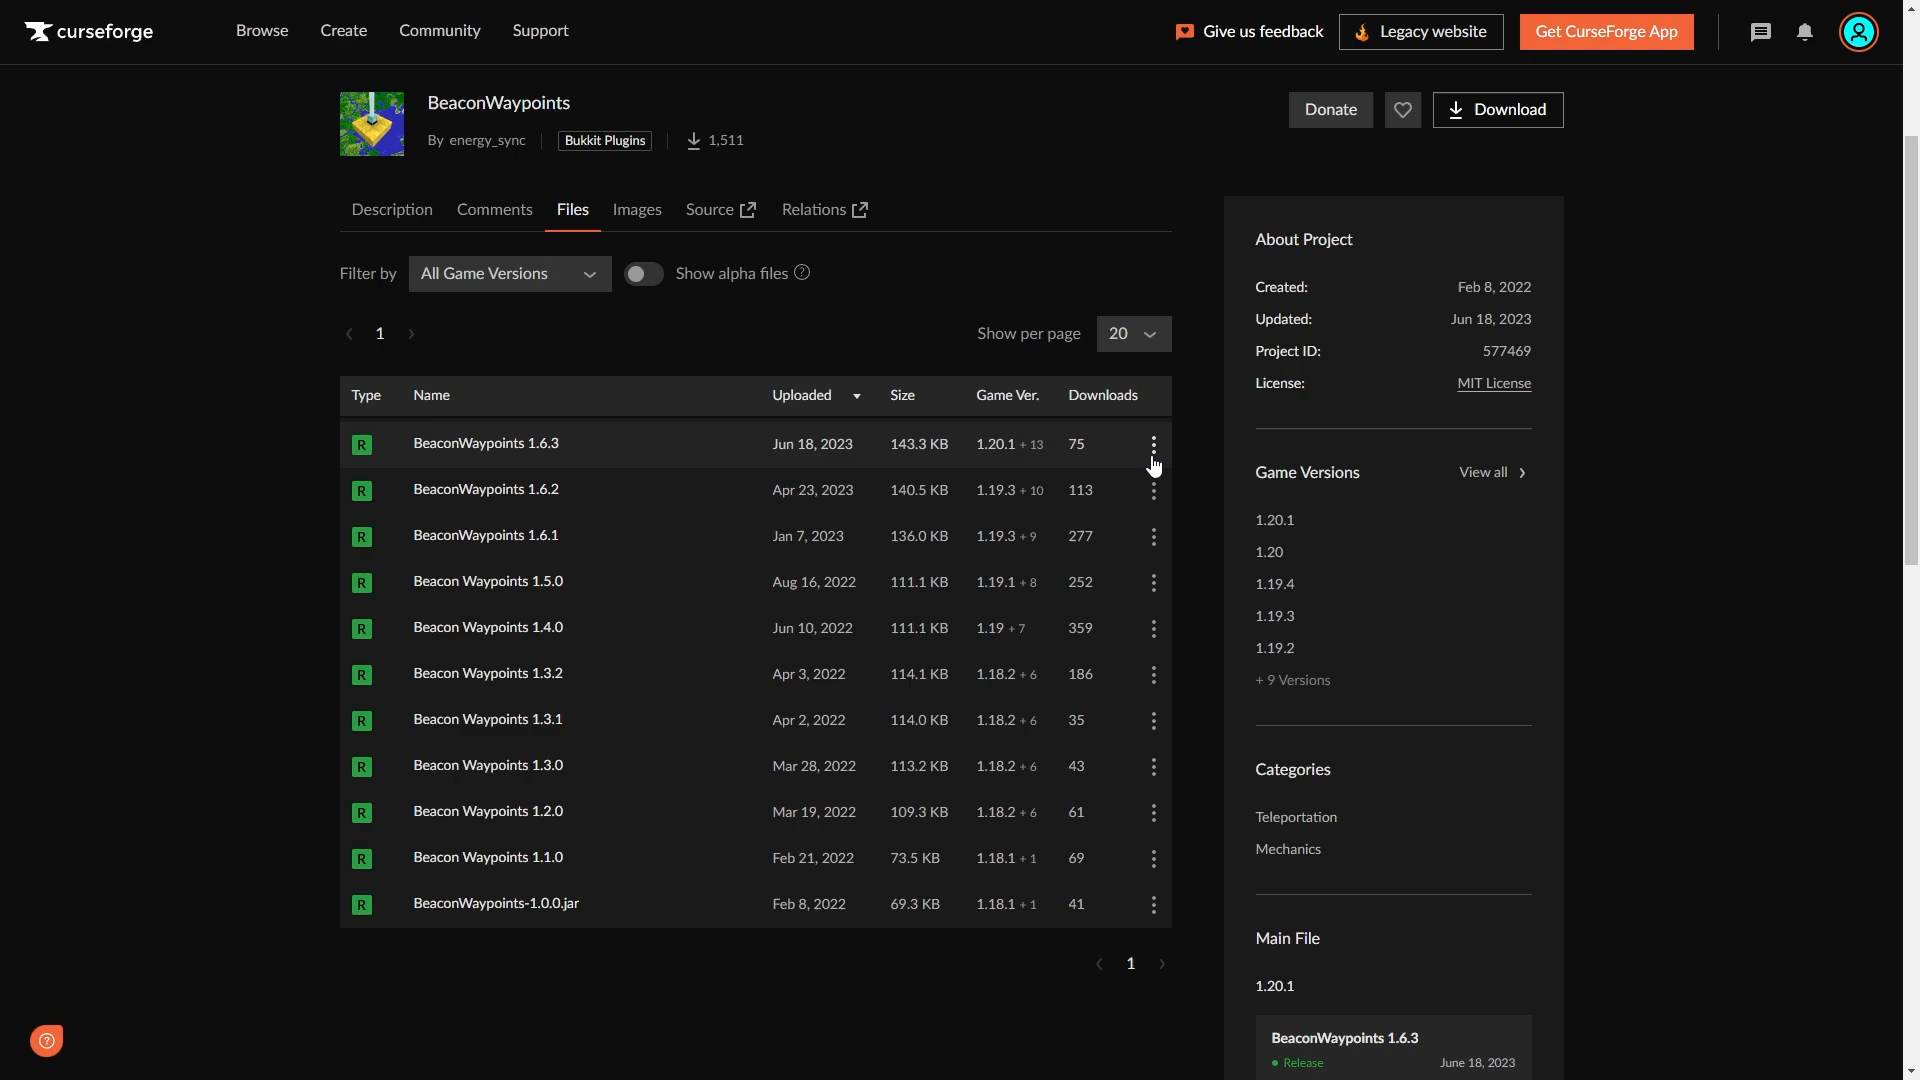 curseforge Browse Create Community Support Give us feedback Legacy website Get CurseForge App
BeaconWaypoints
By energy_sync Bukkit Plugins 1,511
Donate Download
Description Comments Files Images Source Relations
Filter by All Game Versions Show alpha files ?
1 Show per page 20
Type Name Uploaded Size Game Ver. Downloads
R BeaconWaypoints 1.6.3 Jun 18, 2023 143.3 KB 1.20.1 + 13 75
R BeaconWaypoints 1.6.2 Apr 23, 2023 140.5 KB 1.19.3 + 10 113
R BeaconWaypoints 1.6.1 Jan 7, 2023 136.0 KB 1.19.3 + 9 277
R Beacon Waypoints 1.5.0 Aug 16, 2022 111.1 KB 1.19.1 + 8 252
R Beacon Waypoints 1.4.0 Jun 10, 2022 111.1 KB 1.19 + 7 359
R Beacon Waypoints 1.3.2 Apr 3, 2022 114.1 KB 1.18.2 + 6 186
R Beacon Waypoints 1.3.1 Apr 2, 2022 114.0 KB 1.18.2 + 6 35
R Beacon Waypoints 1.3.0 Mar 28, 2022 113.2 KB 1.18.2 + 6 43
R Beacon Waypoints 1.2.0 Mar 19, 2022 109.3 KB 1.18.2 + 6 61
R Beacon Waypoints 1.1.0 Feb 21, 2022 73.5 KB 1.18.1 + 1 69
R BeaconWaypoints-1.0.0.jar Feb 8, 2022 69.3 KB 1.18.1 + 1 41
1
About Project
Created: Feb 8, 2022
Updated: Jun 18, 2023
Project ID: 577469
License: MIT License
Game Versions View all
1.20.1
1.20
1.19.4
1.19.3
1.19.2
+ 9 Versions
Categories
Teleportation
Mechanics
Main File
1.20.1
BeaconWaypoints 1.6.3
Release June 18, 2023
?